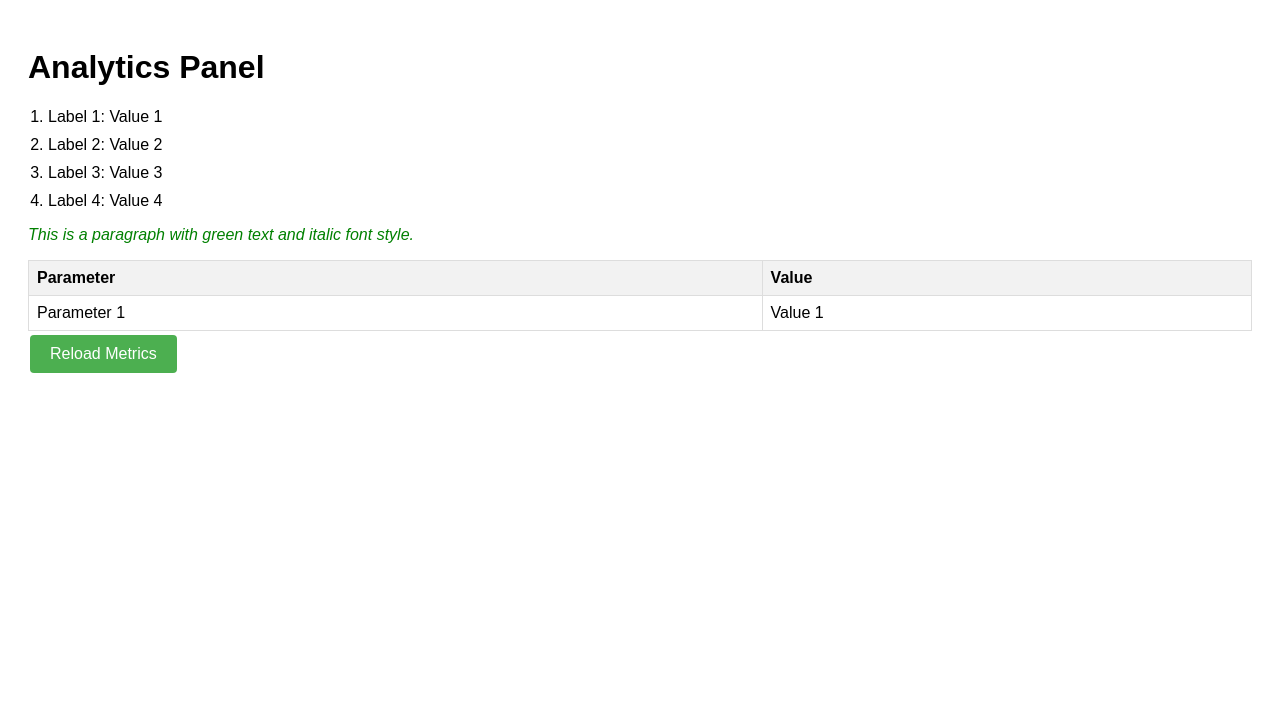 Analytics Panel
1. Label 1: Value 1
2. Label 2: Value 2
3. Label 3: Value 3
4. Label 4: Value 4
This is a paragraph with green text and italic font style.
Parameter Value
Parameter 1 Value 1
Reload Metrics